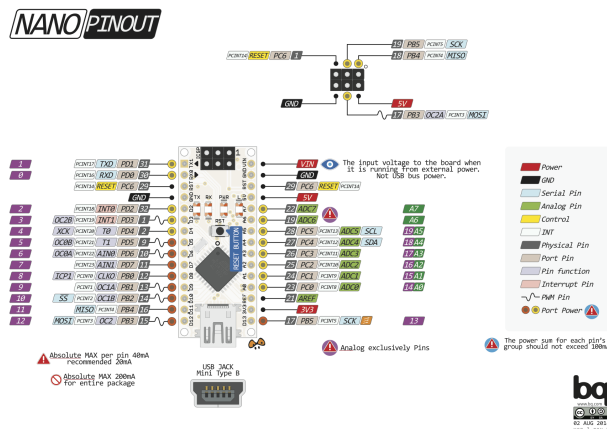 NANO PINOUT
PCINT14 RESET PC6 1
19 PB5 PCINT5 SCK
18 PB4 PCINT4 MISO
GND
5V
17 PB3 OC2A PCINT3 MOSI
1 PCINT17 TXD PD1 31
0 PCINT16 RXD PD0 30
PCINT14 RESET PC6 29
GND
2 PCINT18 INT0 PD2 32
3 OC2B PCINT19 INT1 PD3 1
4 XCK PCINT20 T0 PD4 2
5 OC0B PCINT21 T1 PD5 9
6 OC0A PCINT22 AIN0 PD6 10
7 PCINT23 AIN1 PD7 11
8 ICP1 PCINT0 CLKO PB0 12
9 PCINT1 OC1A PB1 13
10 SS PCINT2 OC1B PB2 14
11 MISO PCINT4 PB4 16
12 MOSI PCINT3 OC2 PB3 15
TX RX PWR L
RST
RESET BUTTON
VIN
The input voltage to the board when
it is running from external power.
Not USB bus power.
GND
29 PC6 RESET PCINT14
5V
22 ADC7 A7
19 ADC6 A6
28 PC5 PCINT13 ADC5 SCL 19 A5
27 PC4 PCINT12 ADC4 SDA 18 A4
26 PC3 PCINT11 ADC3 17 A3
25 PC2 PCINT10 ADC2 16 A2
24 PC1 PCINT9 ADC1 15 A1
23 PC0 PCINT8 ADC0 14 A0
21 AREF
3V3
17 PB5 PCINT5 SCK 13
Power
GND
Serial Pin
Analog Pin
Control
INT
Physical Pin
Port Pin
Pin function
Interrupt Pin
PWM Pin
Port Power
The power sum for each pin's
group should not exceed 100m
Absolute MAX per pin 40mA
recommended 20mA
Absolute MAX 200mA
for entire package
USB JACK
Mini Type B
Analog exclusively Pins
bq
www.bq.com
02 AUG 201